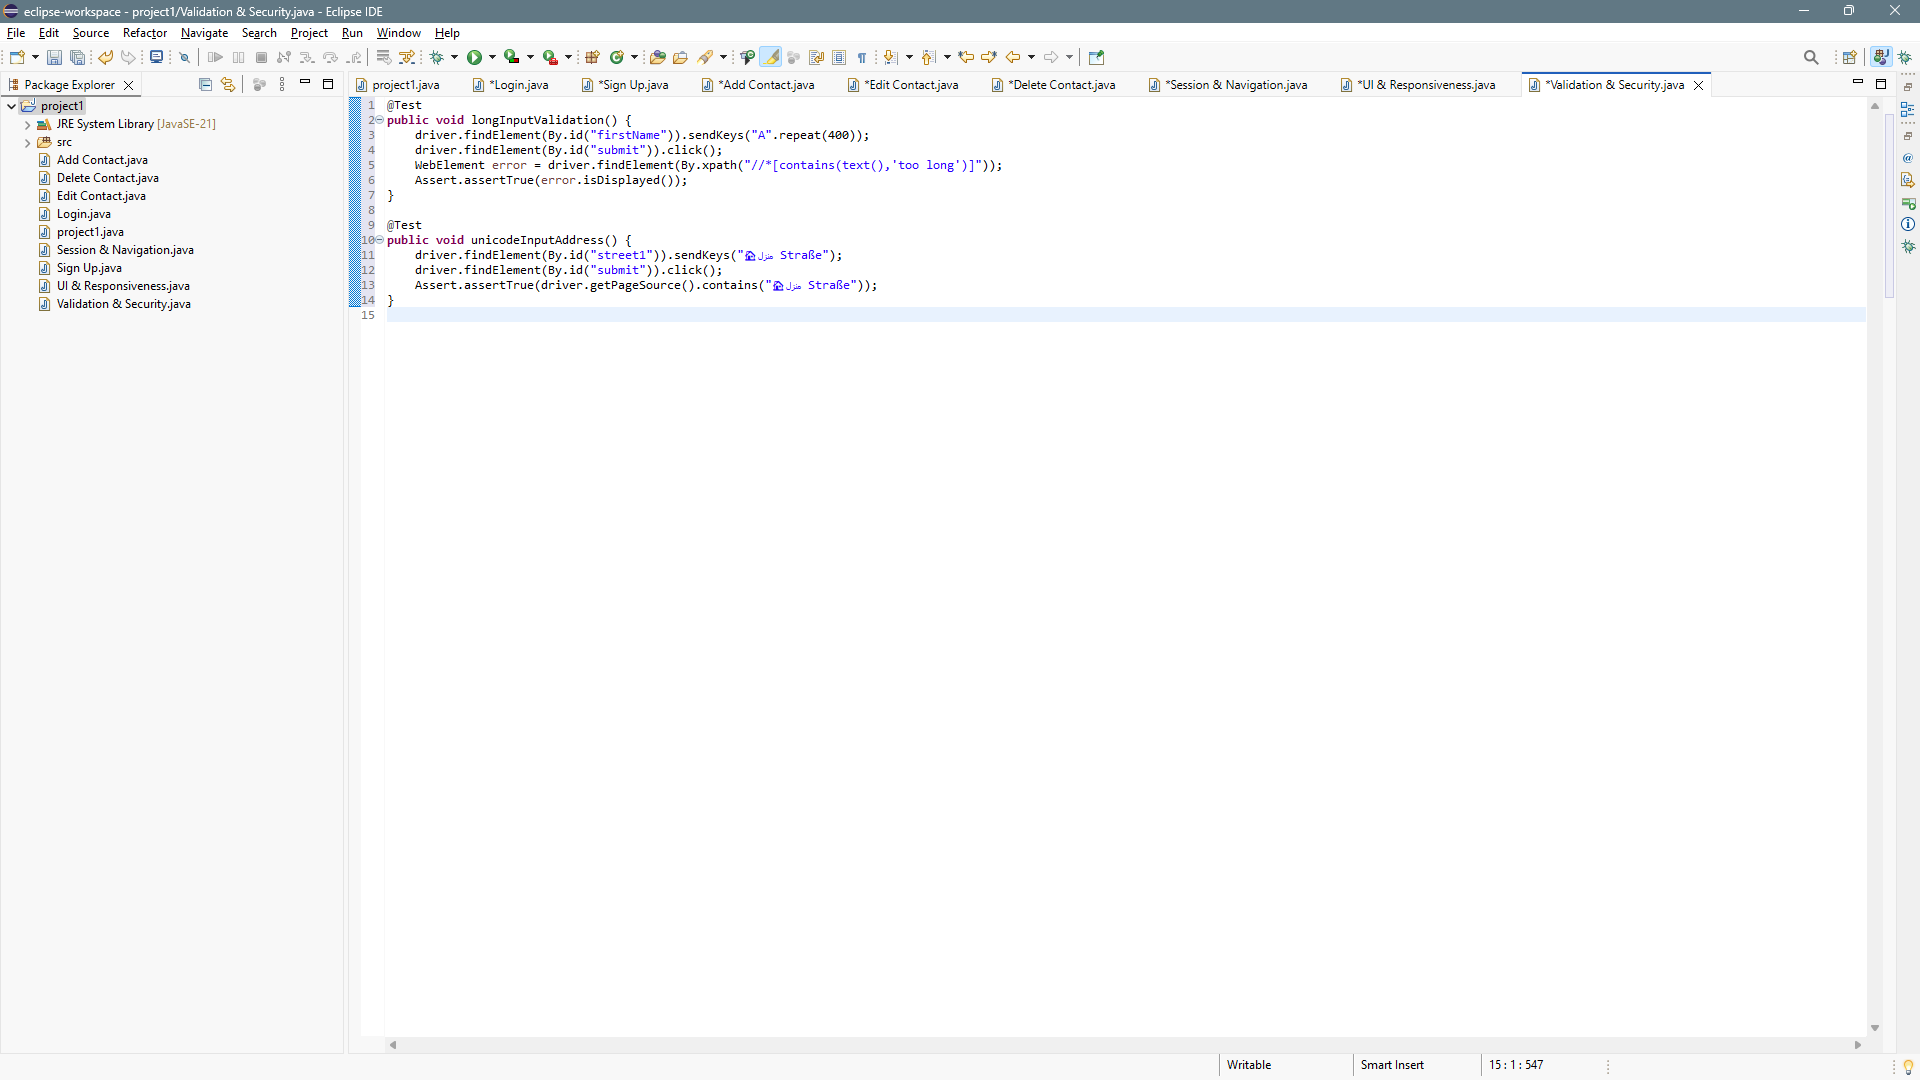 eclipse-workspace - project1/Validation & Security.java - Eclipse IDE
File Edit Source Refactor Navigate Search Project Run Window Help
Package Explorer
project1.java *Login.java *Sign Up.java *Add Contact.java *Edit Contact.java *Delete Contact.java *Session & Navigation.java *UI & Responsiveness.java *Validation & Security.java
project1
JRE System Library [JavaSE-21]
src
Add Contact.java
Delete Contact.java
Edit Contact.java
Login.java
project1.java
Session & Navigation.java
Sign Up.java
UI & Responsiveness.java
Validation & Security.java
1 @Test
2 public void longInputValidation() {
3 driver.findElement(By.id("firstName")).sendKeys("A".repeat(400));
4 driver.findElement(By.id("submit")).click();
5 WebElement error = driver.findElement(By.xpath("//*[contains(text(),'too long')]"));
6 Assert.assertTrue(error.isDisplayed());
7 }
8
9 @Test
10 public void unicodeInputAddress() {
11 driver.findElement(By.id("street1")).sendKeys("🏠منزل Straße");
12 driver.findElement(By.id("submit")).click();
13 Assert.assertTrue(driver.getPageSource().contains("🏠منزل Straße"));
14 }
15
Writable Smart Insert 15 : 1 : 547